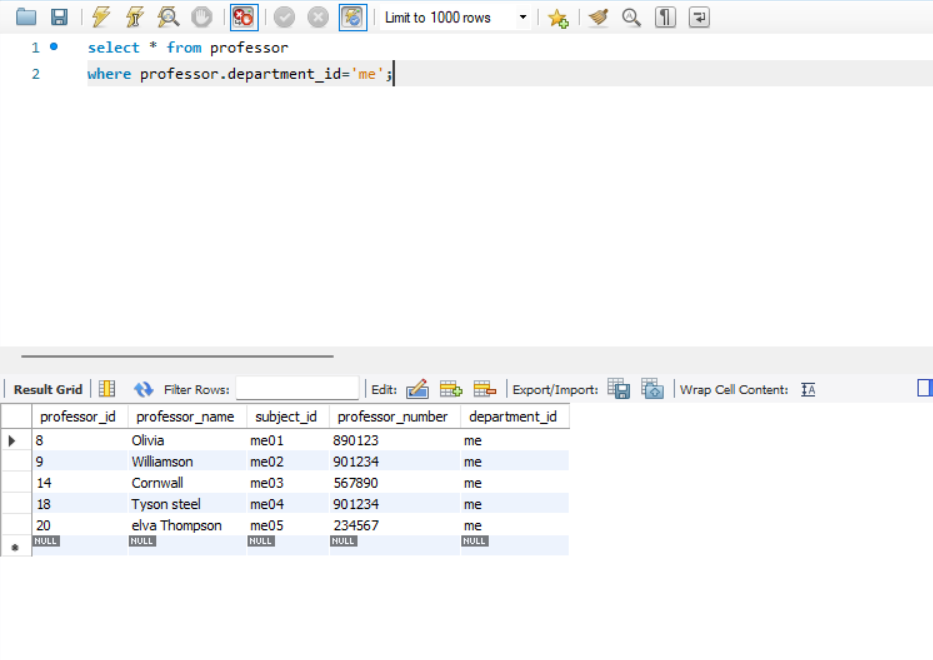 Limit to 1000 rows
1 select * from professor
2 where professor.department_id='me';
Result Grid Filter Rows: Edit: Export/Import: Wrap Cell Content: IA
professor_id professor_name subject_id professor_number department_id
8 Olivia me01 890123 me
9 Williamson me02 901234 me
14 Cornwall me03 567890 me
18 Tyson steel me04 901234 me
20 elva Thompson me05 234567 me
NULL NULL NULL NULL NULL